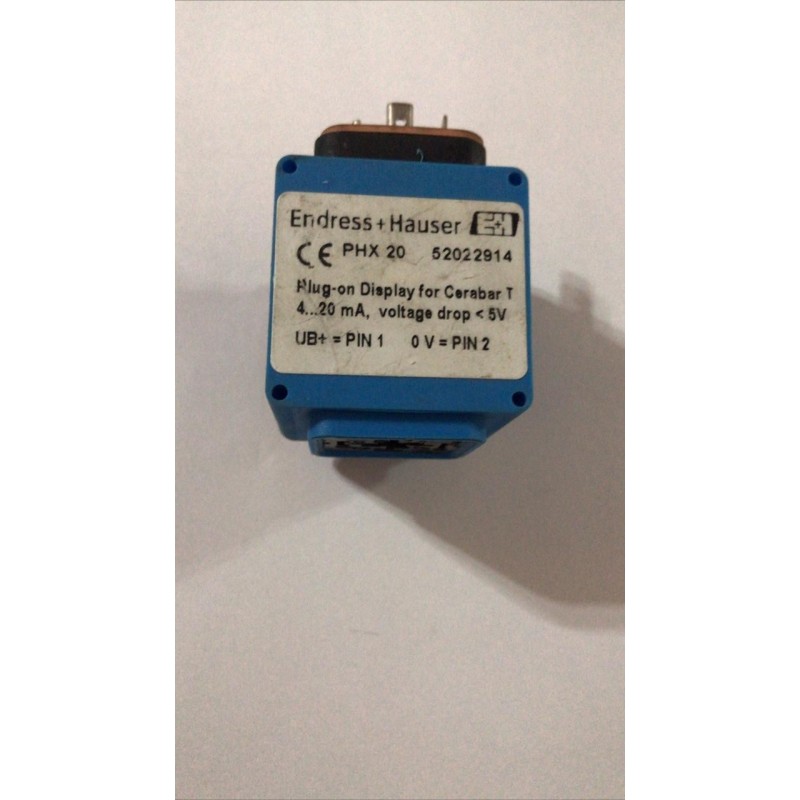 Endress+Hauser E+H
CE PHX 20 52022914
Plug-on Display for Cerabar T
4...20 mA, voltage drop < 5V
UB+ = PIN 1 0 V = PIN 2